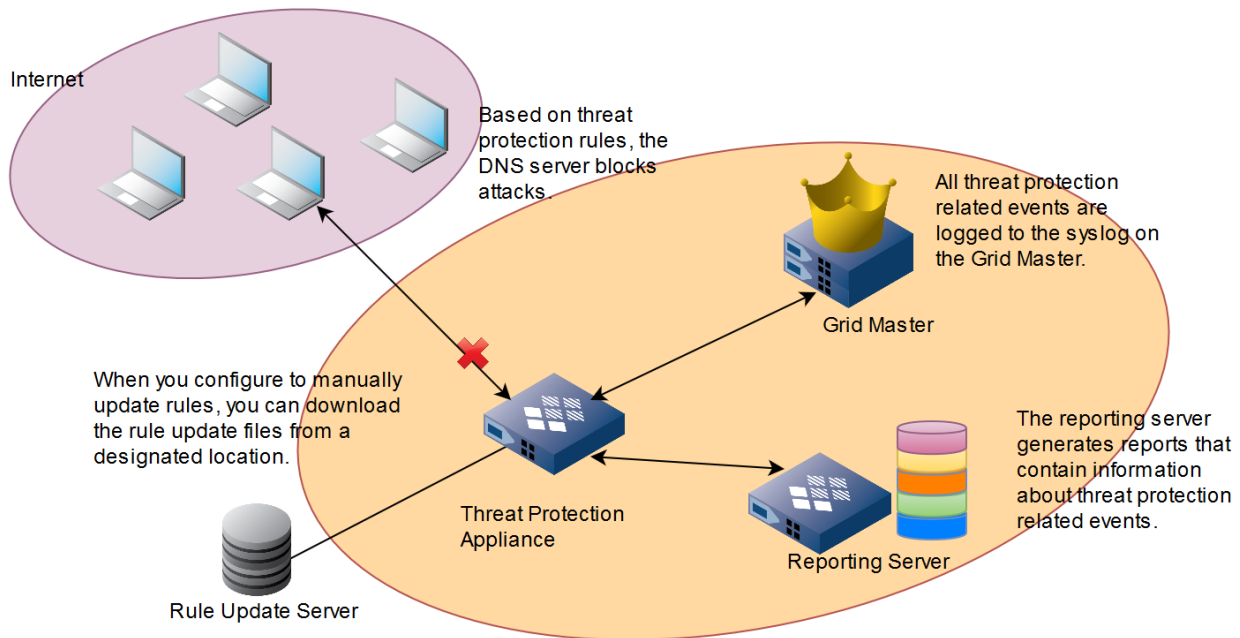 Internet
Based on threat
protection rules, the
DNS server blocks
attacks.
All threat protection
related events are
logged to the syslog on
the Grid Master.
Grid Master
When you configure to manually
update rules, you can download
the rule update files from a
designated location.
The reporting server
generates reports that
contain information
about threat protection
related events.
Threat Protection
Appliance
Reporting Server
Rule Update Server